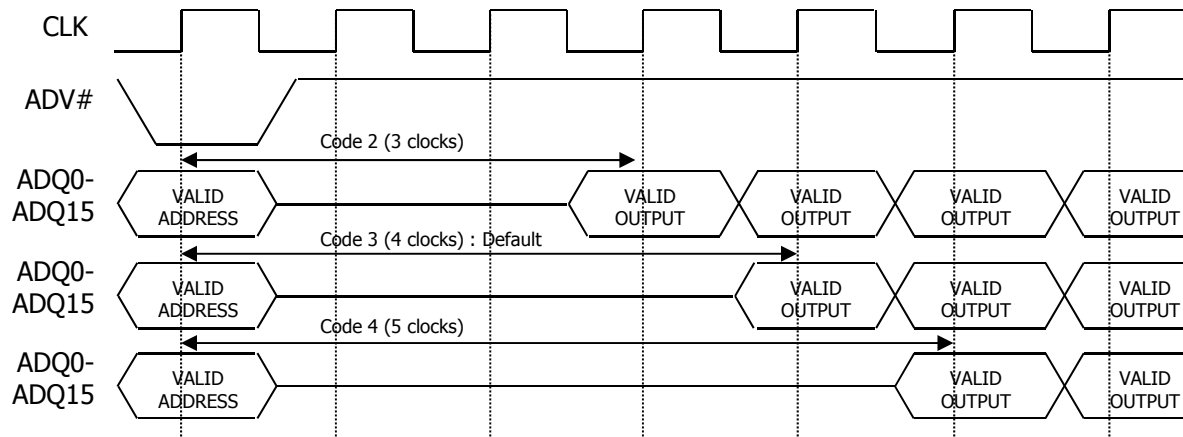 CLK
ADV#
Code 2 (3 clocks)
ADQ0-
ADQ15
VALID
ADDRESS
VALID
OUTPUT
VALID
OUTPUT
VALID
OUTPUT
VALID
OUTPUT
Code 3 (4 clocks) : Default
ADQ0-
ADQ15
VALID
ADDRESS
VALID
OUTPUT
VALID
OUTPUT
VALID
OUTPUT
Code 4 (5 clocks)
ADQ0-
ADQ15
VALID
ADDRESS
VALID
OUTPUT
VALID
OUTPUT